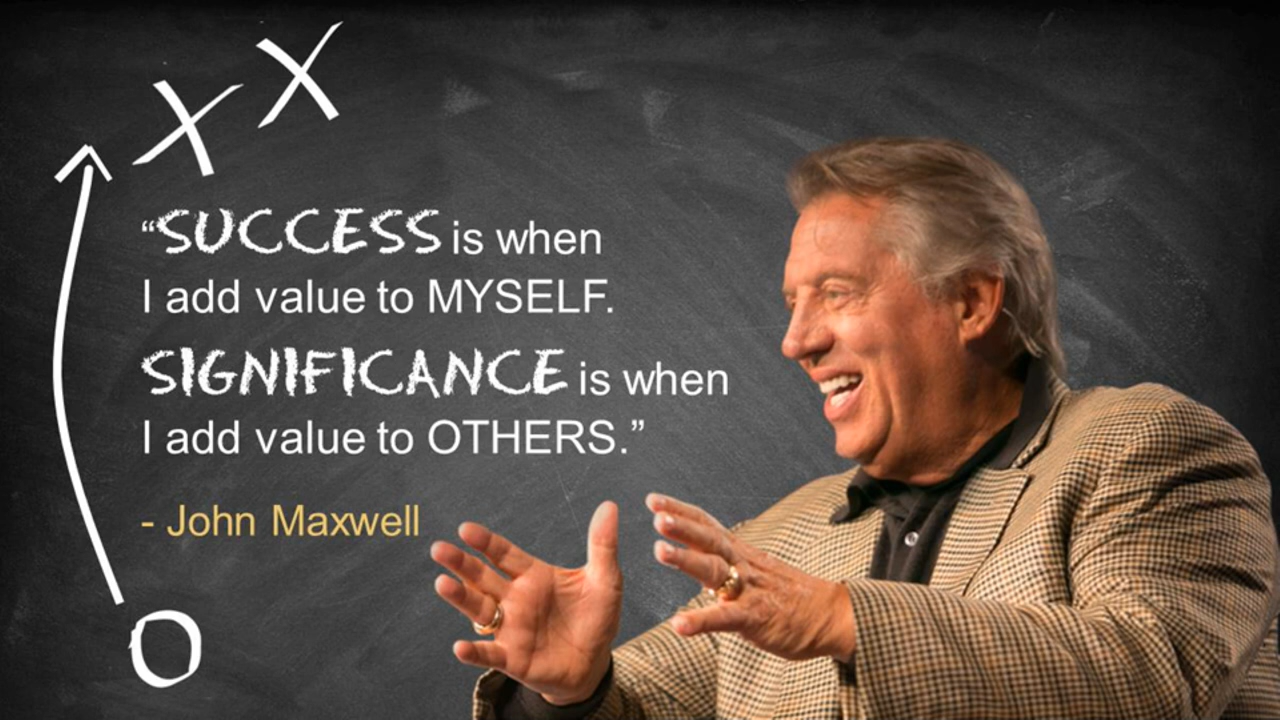 X X
“SUCCESS is when
I add value to MYSELF.
SIGNIFICANCE is when
I add value to OTHERS.”
- John Maxwell
O